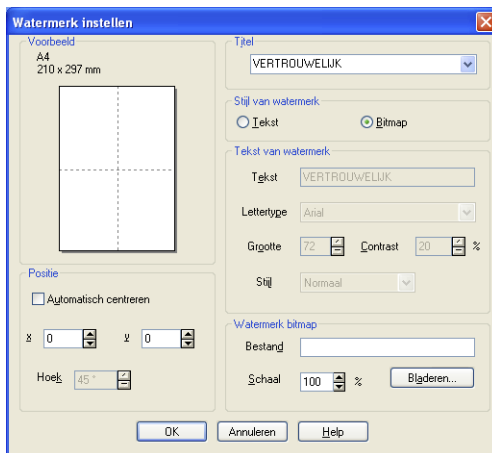 Watermerk instellen
Voorbeeld
A4
210 x 297 mm
Titel
VERTROUWELIJK
Stijl van watermerk
Tekst
Bitmap
Tekst van watermerk
Tekst VERTROUWELIJK
Lettertype Arial
Grootte 72 Contrast 20 %
Stijl Normaal
Positie
Automatisch centreren
x 0 y 0
Hoek 45 °
Watermerk bitmap
Bestand
Schaal 100 % Bladeren...
OK Annuleren Help